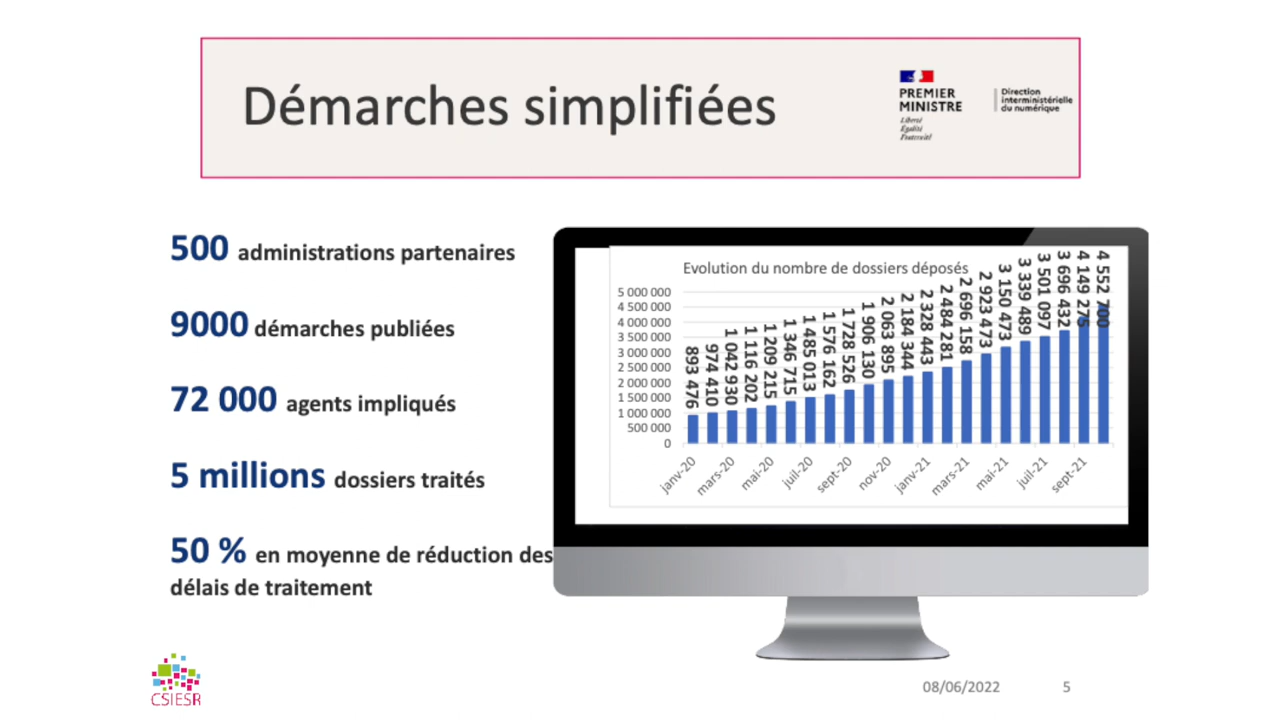 Démarches simplifiées
PREMIER
MINISTRE
Liberté
Égalité
Fraternité
Direction
interministérielle
du numérique
500 administrations partenaires
9000 démarches publiées
72 000 agents impliqués
5 millions dossiers traités
50 % en moyenne de réduction des
délais de traitement
Evolution du nombre de dossiers déposés
5 000 000
4 500 000
4 000 000
3 500 000
3 000 000
2 500 000
2 000 000
1 500 000
1 000 000
500 000
0
893 476
974 410
1 042 930
1 116 202
1 209 215
1 346 715
1 485 013
1 576 162
1 728 526
1 906 130
2 063 895
2 184 344
2 328 443
2 484 281
2 696 158
2 923 473
3 150 473
3 339 489
3 501 097
3 696 432
4 149 275
4 552 700
janv-20
mars-20
mai-20
juil-20
sept-20
nov-20
janv-21
mars-21
mai-21
juil-21
sept-21
CSIESR
08/06/2022
5